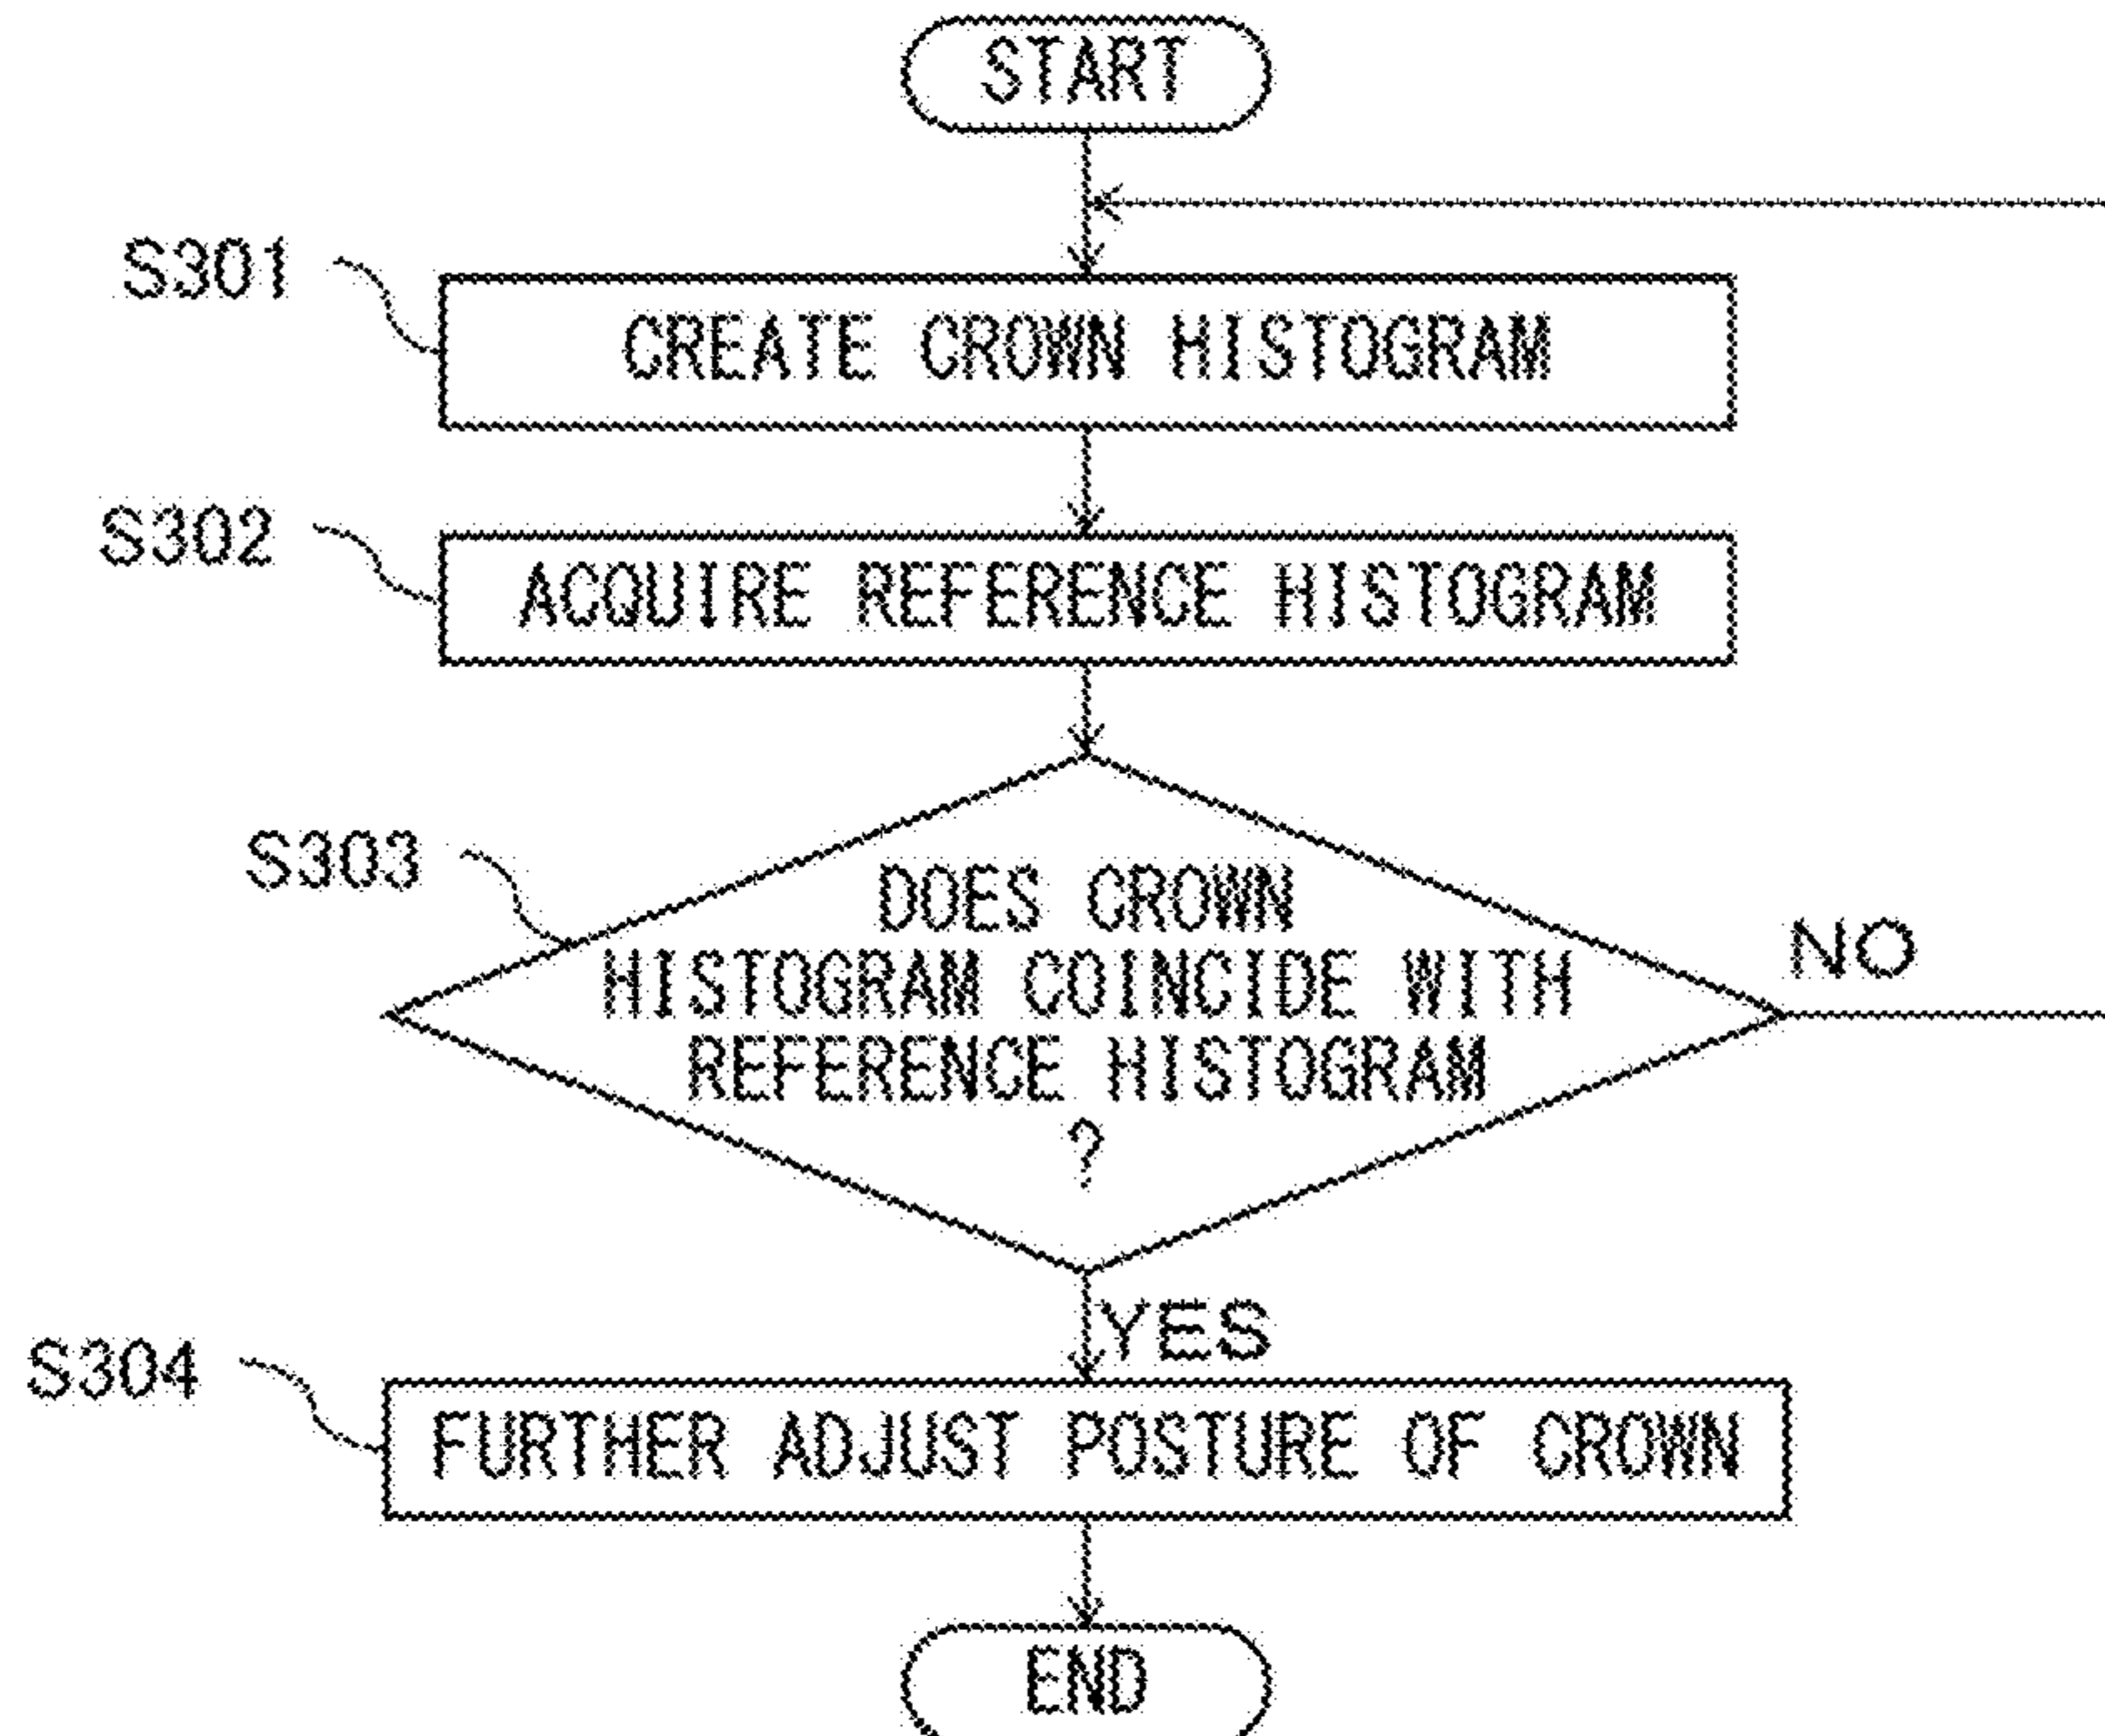 START
S301
CREATE CROWN HISTOGRAM
S302
ACQUIRE REFERENCE HISTOGRAM
S303
DOES CROWN
HISTOGRAM COINCIDE WITH
REFERENCE HISTOGRAM
?
NO
YES
S304
FURTHER ADJUST POSTURE OF CROWN
END